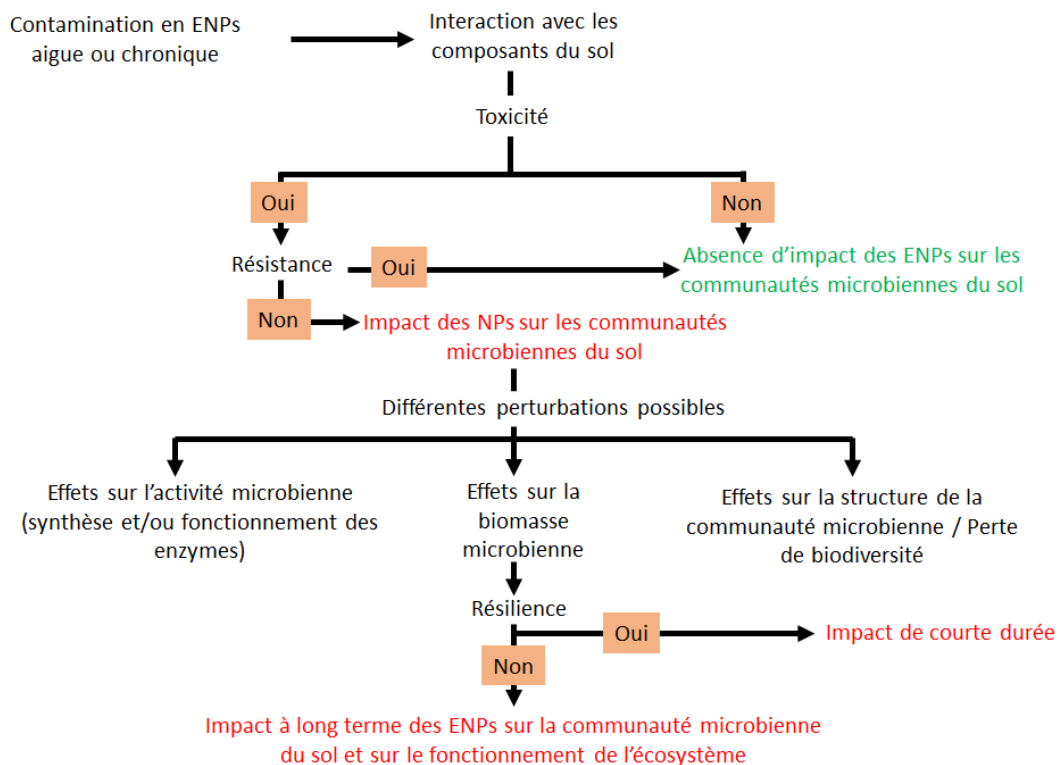 Contamination en ENPs
aigue ou chronique
Interaction avec les
composants du sol
Toxicité
Oui
Non
Résistance
Oui
Absence d'impact des ENPs sur les
communautés microbiennes du sol
Non
Impact des NPs sur les communautés
microbiennes du sol
Différentes perturbations possibles
Effets sur l'activité microbienne
(synthèse et/ou fonctionnement des
enzymes)
Effets sur la
biomasse
microbienne
Effets sur la structure de la
communauté microbienne / Perte
de biodiversité
Résilience
Oui
Impact de courte durée
Non
Impact à long terme des ENPs sur la communauté microbienne
du sol et sur le fonctionnement de l'écosystème